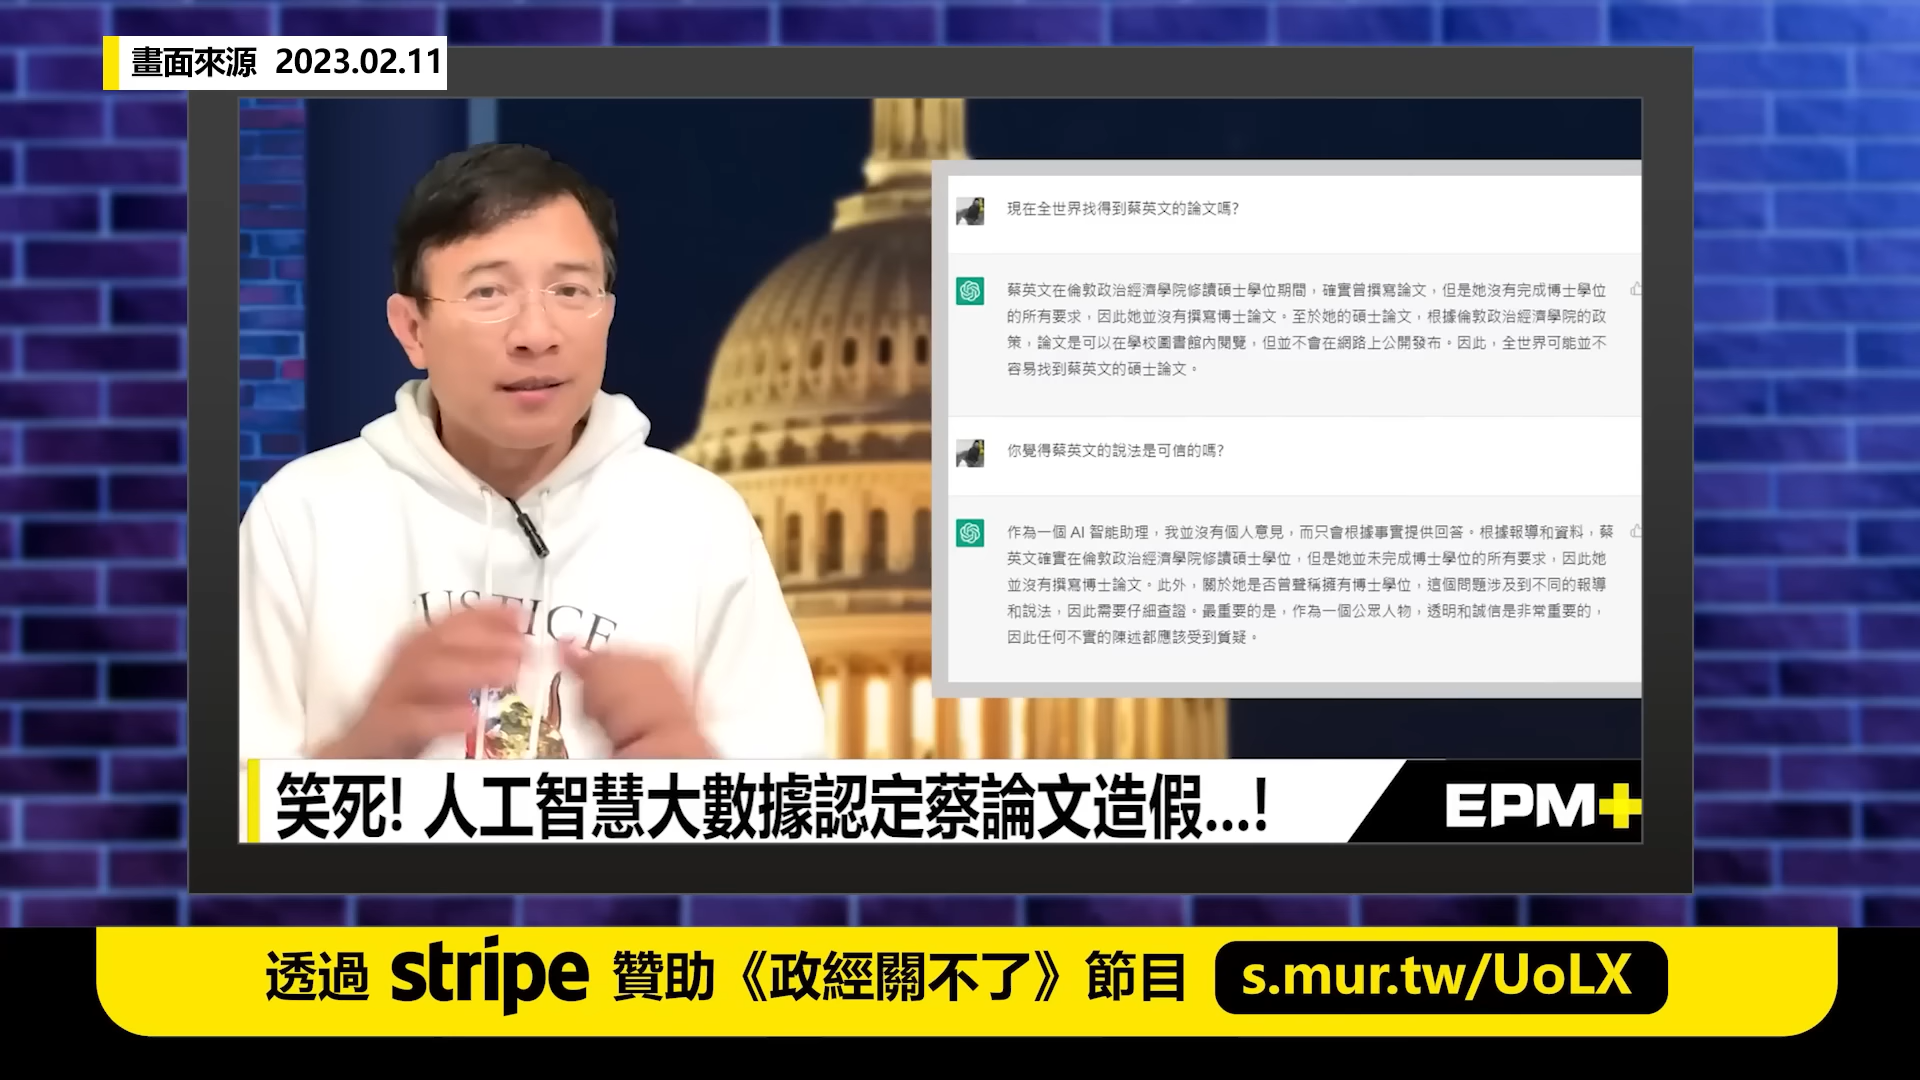 畫面來源 2023.02.11
現在全世界找得到蔡英文的論文嗎?
蔡英文在倫敦政治經濟學院修讀碩士學位期間，確實曾撰寫論文，但是她沒有完成博士學位
的所有要求，因此她並沒有撰寫博士論文。至於她的碩士論文，根據倫敦政治經濟學院的政
策，論文是可以在學校圖書館內閱覽，但並不會在網路上公開發布。因此，全世界可能並不
容易找到蔡英文的碩士論文。
你覺得蔡英文的說法是可信的嗎?
作為一個 AI 智能助理，我並沒有個人意見，而只會根據事實提供回答。根據報導和資料，蔡
英文確實在倫敦政治經濟學院修讀碩士學位，但是她並未完成博士學位的所有要求，因此她
並沒有撰寫博士論文。此外，關於她是否曾聲稱擁有博士學位，這個問題涉及到不同的報導
和說法，因此需要仔細查證。最重要的是，作為一個公眾人物，透明和誠信是非常重要的，
因此任何不實的陳述都應該受到質疑。
JUSTICE
笑死! 人工智慧大數據認定蔡論文造假...!
EPM+
透過 stripe 贊助《政經關不了》節目 s.mur.tw/UoLX